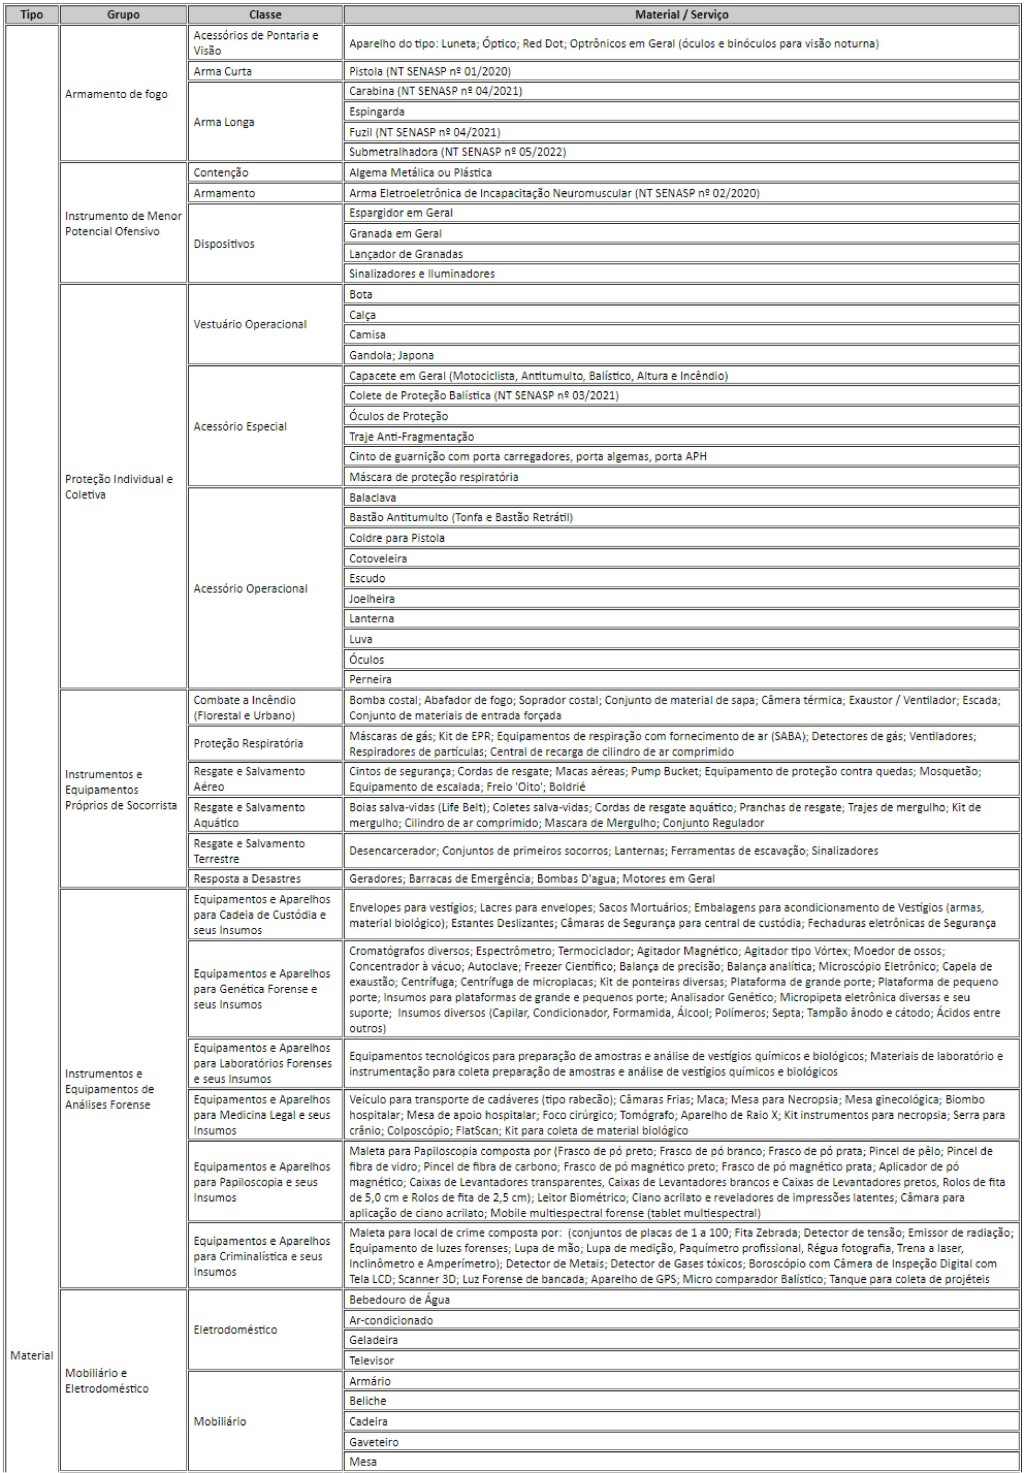 Tipo Grupo Classe Material / Serviço
Material
Armamento de fogo
Acessórios de Pontaria e
Visão
Aparelho do tipo: Luneta; Óptico; Red Dot; Optrônicos em Geral (óculos e binóculos para visão noturna)
Arma Curta
Pistola (NT SENASP nº 01/2020)
Arma Longa
Carabina (NT SENASP nº 04/2021)
Espingarda
Fuzil (NT SENASP nº 04/2021)
Submetralhadora (NT SENASP nº 05/2022)
Instrumento de Menor
Potencial Ofensivo
Contenção
Algema Metálica ou Plástica
Armamento
Arma Eletroeletrônica de Incapacitação Neuromuscular (NT SENASP nº 02/2020)
Dispositivos
Espargidor em Geral
Granada em Geral
Lançador de Granadas
Sinalizadores e Iluminadores
Proteção Individual e
Coletiva
Vestuário Operacional
Bota
Calça
Camisa
Gandola; Japona
Acessório Especial
Capacete em Geral (Motociclista, Antitumulto, Balístico, Altura e Incêndio)
Colete de Proteção Balística (NT SENASP nº 03/2021)
Óculos de Proteção
Traje Anti-Fragmentação
Cinto de guarnição com porta carregadores, porta algemas, porta APH
Máscara de proteção respiratória
Acessório Operacional
Balaclava
Bastão Antitumulto (Tonfa e Bastão Retrátil)
Coldre para Pistola
Cotoveleira
Escudo
Joelheira
Lanterna
Luva
Óculos
Perneira
Instrumentos e
Equipamentos
Próprios de Socorrista
Combate a Incêndio
(Florestal e Urbano)
Bomba costal; Abafador de fogo; Soprador costal; Conjunto de material de sapa; Câmera térmica; Exaustor / Ventilador; Escada;
Conjunto de materiais de entrada forçada
Proteção Respiratória
Máscaras de gás; Kit de EPR; Equipamentos de respiração com fornecimento de ar (SABA); Detectores de gás; Ventiladores;
Respiradores de partículas; Central de recarga de cilindro de ar comprimido
Resgate e Salvamento
Aéreo
Cintos de segurança; Cordas de resgate; Macas aéreas; Pump Bucket; Equipamento de proteção contra quedas; Mosquetão;
Equipamento de escalada; Freio 'Oito'; Boldrié
Resgate e Salvamento
Aquático
Boias salva-vidas (Life Belt); Coletes salva-vidas; Cordas de resgate aquático; Pranchas de resgate; Trajes de mergulho; Kit de
mergulho; Cilindro de ar comprimido; Mascara de Mergulho; Conjunto Regulador
Resgate e Salvamento
Terrestre
Desencarcerador; Conjuntos de primeiros socorros; Lanternas; Ferramentas de escavação; Sinalizadores
Resposta a Desastres
Geradores; Barracas de Emergência; Bombas D'agua; Motores em Geral
Instrumentos e
Equipamentos de
Análises Forense
Equipamentos e Aparelhos
para Cadeia de Custódia e
seus Insumos
Envelopes para vestígios; Lacres para envelopes; Sacos Mortuários; Embalagens para acondicionamento de Vestígios (armas,
material biológico); Estantes Deslizantes; Câmaras de Segurança para central de custódia; Fechaduras eletrônicas de Segurança
Equipamentos e Aparelhos
para Genética Forense e
seus Insumos
Cromatógrafos diversos; Espectrômetro; Termociclador; Agitador Magnético; Agitador tipo Vórtex; Moedor de ossos;
Concentrador à vácuo; Autoclave; Freezer Científico; Balança de precisão; Balança analítica; Microscópio Eletrônico; Capela de
exaustão; Centrífuga; Centrífuga de microplacas; Kit de ponteiras diversas; Plataforma de grande porte; Plataforma de pequeno
porte; Insumos para plataformas de grande e pequenos porte; Analisador Genético; Micropipeta eletrônica diversas e seu
suporte;  Insumos diversos (Capilar, Condicionador, Formamida, Álcool; Polímeros; Septa; Tampão ânodo e cátodo; Ácidos entre
outros)
Equipamentos e Aparelhos
para Laboratórios Forenses
e seus Insumos
Equipamentos tecnológicos para preparação de amostras e análise de vestígios químicos e biológicos; Materiais de laboratório e
instrumentação para coleta preparação de amostras e análise de vestígios químicos e biológicos
Equipamentos e Aparelhos
para Medicina Legal e seus
Insumos
Veículo para transporte de cadáveres (tipo rabecão); Câmaras Frias; Maca; Mesa para Necropsia; Mesa ginecológica; Biombo
hospitalar; Mesa de apoio hospitalar; Foco cirúrgico; Tomógrafo; Aparelho de Raio X; Kit instrumentos para necropsia; Serra para
crânio; Colposcópio; FlatScan; Kit para coleta de material biológico
Equipamentos e Aparelhos
para Papiloscopia e seus
Insumos
Maleta para Papiloscopia composta por (Frasco de pó preto; Frasco de pó branco; Frasco de pó prata; Pincel de pêlo; Pincel de
fibra de vidro; Pincel de fibra de carbono; Frasco de pó magnético preto; Frasco de pó magnético prata; Aplicador de pó
magnético; Caixas de Levantadores transparentes, Caixas de Levantadores brancos e Caixas de Levantadores pretos, Rolos de fita
de 5,0 cm e Rolos de fita de 2,5 cm); Leitor Biométrico; Ciano acrilato e reveladores de impressões latentes; Câmara para
aplicação de ciano acrilato; Mobile multiespectral forense (tablet multiespectral)
Equipamentos e Aparelhos
para Criminalística e seus
Insumos
Maleta para local de crime composta por:  (conjuntos de placas de 1 a 100; Fita Zebrada; Detector de tensão; Emissor de radiação;
Equipamento de luzes forenses; Lupa de mão; Lupa de medição, Paquímetro profissional, Régua fotografia, Trena a laser,
Inclinômetro e Amperímetro); Detector de Metais; Detector de Gases tóxicos; Boroscópio com Câmera de Inspeção Digital com
Tela LCD; Scanner 3D; Luz Forense de bancada; Aparelho de GPS; Micro comparador Balístico; Tanque para coleta de projéteis
Mobiliário e
Eletrodoméstico
Eletrodoméstico
Bebedouro de Água
Ar-condicionado
Geladeira
Televisor
Mobiliário
Armário
Beliche
Cadeira
Gaveteiro
Mesa